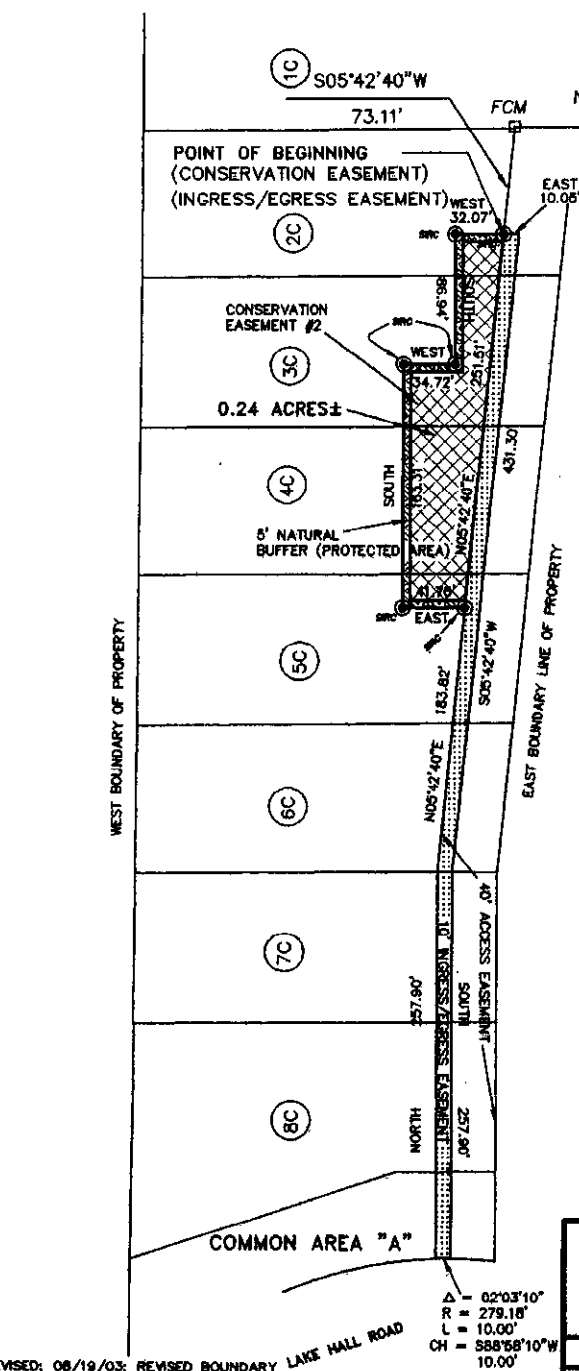 1C
S05°42'40"W
FCM
73.11'
POINT OF BEGINNING
(CONSERVATION EASEMENT)
(INGRESS/EGRESS EASEMENT)
WEST
32.07'
EAST
10.05'
SIRC
2C
SOUTH
86.94'
CONSERVATION
EASEMENT #2
SIRC
WEST
34.72'
251.51'
3C
0.24 ACRES±
431.30'
4C
SOUTH
163.31'
N05°42'40"E
5' NATURAL
BUFFER (PROTECTED AREA)
41.76'
EAST
SIRC
SIRC
S05°42'40"W
5C
183.82'
WEST BOUNDARY OF PROPERTY
EAST BOUNDARY LINE OF PROPERTY
N05°42'40"E
6C
40' ACCESS EASEMENT
7C
10' INGRESS/EGRESS EASEMENT
257.90'
SOUTH
8C
NORTH
257.90'
COMMON AREA "A"
Δ = 02°03'10"
R = 279.18'
L = 10.00'
CH = S88°58'10"W
10.00'
LAKE HALL ROAD
VISED: 08/19/03: REVISED BOUNDARY